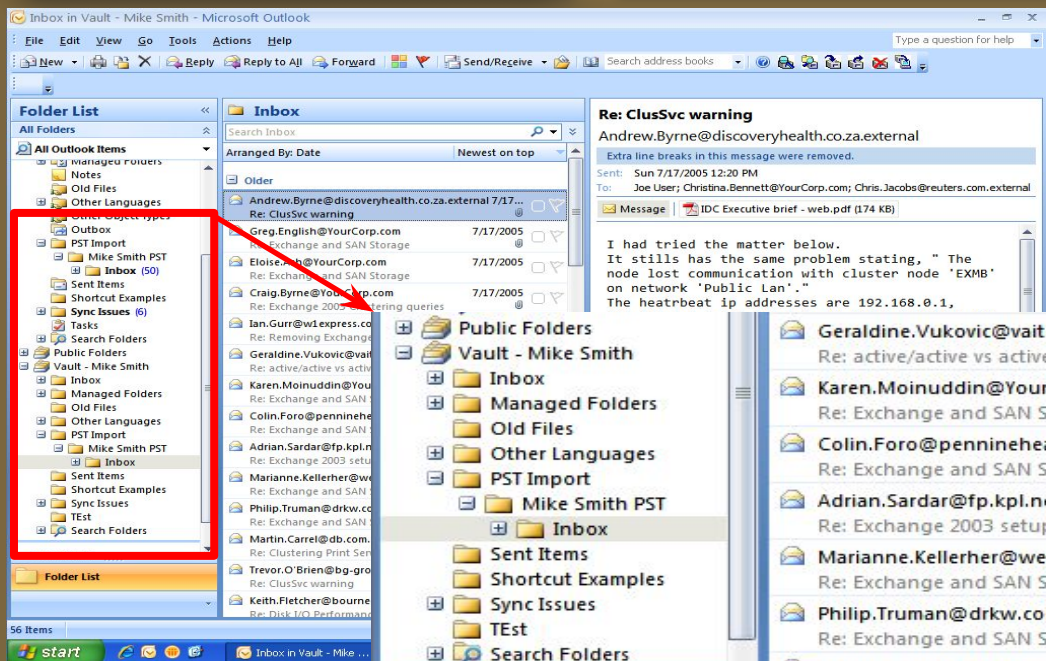 Inbox in Vault - Mike Smith - Microsoft Outlook
File Edit View Go Tools Actions Help
Type a question for help
New Reply Reply to All Forward Send/Receive Search address books
Folder List
All Folders
All Outlook Items
Managed Folders
Notes
Old Files
Other Languages
Other Object Types
Outbox
PST Import
Mike Smith PST
Inbox (50)
Sent Items
Shortcut Examples
Sync Issues (6)
Tasks
Search Folders
Public Folders
Vault - Mike Smith
Inbox
Managed Folders
Old Files
Other Languages
PST Import
Mike Smith PST
Inbox
Sent Items
Shortcut Examples
Sync Issues
TEst
Search Folders
Folder List
56 Items
start
Inbox in Vault - Mike ...
Inbox
Search Inbox
Arranged By: Date Newest on top
Older
Andrew.Byrne@discoveryhealth.co.za.external 7/17...
Re: ClusSvc warning
Greg.English@YourCorp.com 7/17/2005
Re: Exchange and SAN Storage
Eloise.Ash@YourCorp.com 7/17/2005
Re: Exchange and SAN Storage
Craig.Byrne@YourCorp.com 7/17/2005
Re: Exchange 2003 clustering queries
Ian.Gurr@w1express.co
Re: Removing Exchange
Geraldine.Vukovic@vait
Re: active/active vs activ
Karen.Moinuddin@You
Re: Exchange and SAN
Colin.Foro@penninehe
Re: Exchange and SAN
Adrian.Sardar@fp.kpl.n
Re: Exchange 2003 setu
Marianne.Kellerher@we
Re: Exchange and SAN
Philip.Truman@drkw.co
Re: Exchange and SAN
Martin.Carrel@db.com.
Re: Clustering Print Ser
Trevor.O'Brien@bg-gro
Re: ClusSvc warning
Keith.Fletcher@bourne
Re: Disk I/O Performanc
Re: ClusSvc warning
Andrew.Byrne@discoveryhealth.co.za.external
Extra line breaks in this message were removed.
Sent: Sun 7/17/2005 12:20 PM
To: Joe User; Christina.Bennett@YourCorp.com; Chris.Jacobs@reuters.com.external
Message IDC Executive brief - web.pdf (174 KB)
I had tried the matter below.
It stills has the same problem stating, " The
node lost communication with cluster node 'EXMB'
on network 'Public Lan'."
The heatrbeat ip addresses are 192.168.0.1,
Public Folders
Vault - Mike Smith
Inbox
Managed Folders
Old Files
Other Languages
PST Import
Mike Smith PST
Inbox
Sent Items
Shortcut Examples
Sync Issues
TEst
Search Folders
Geraldine.Vukovic@vait
Re: active/active vs active
Karen.Moinuddin@Your
Re: Exchange and SAN S
Colin.Foro@penninehea
Re: Exchange and SAN S
Adrian.Sardar@fp.kpl.ne
Re: Exchange 2003 setup
Marianne.Kellerher@we
Re: Exchange and SAN S
Philip.Truman@drkw.co
Re: Exchange and SAN S